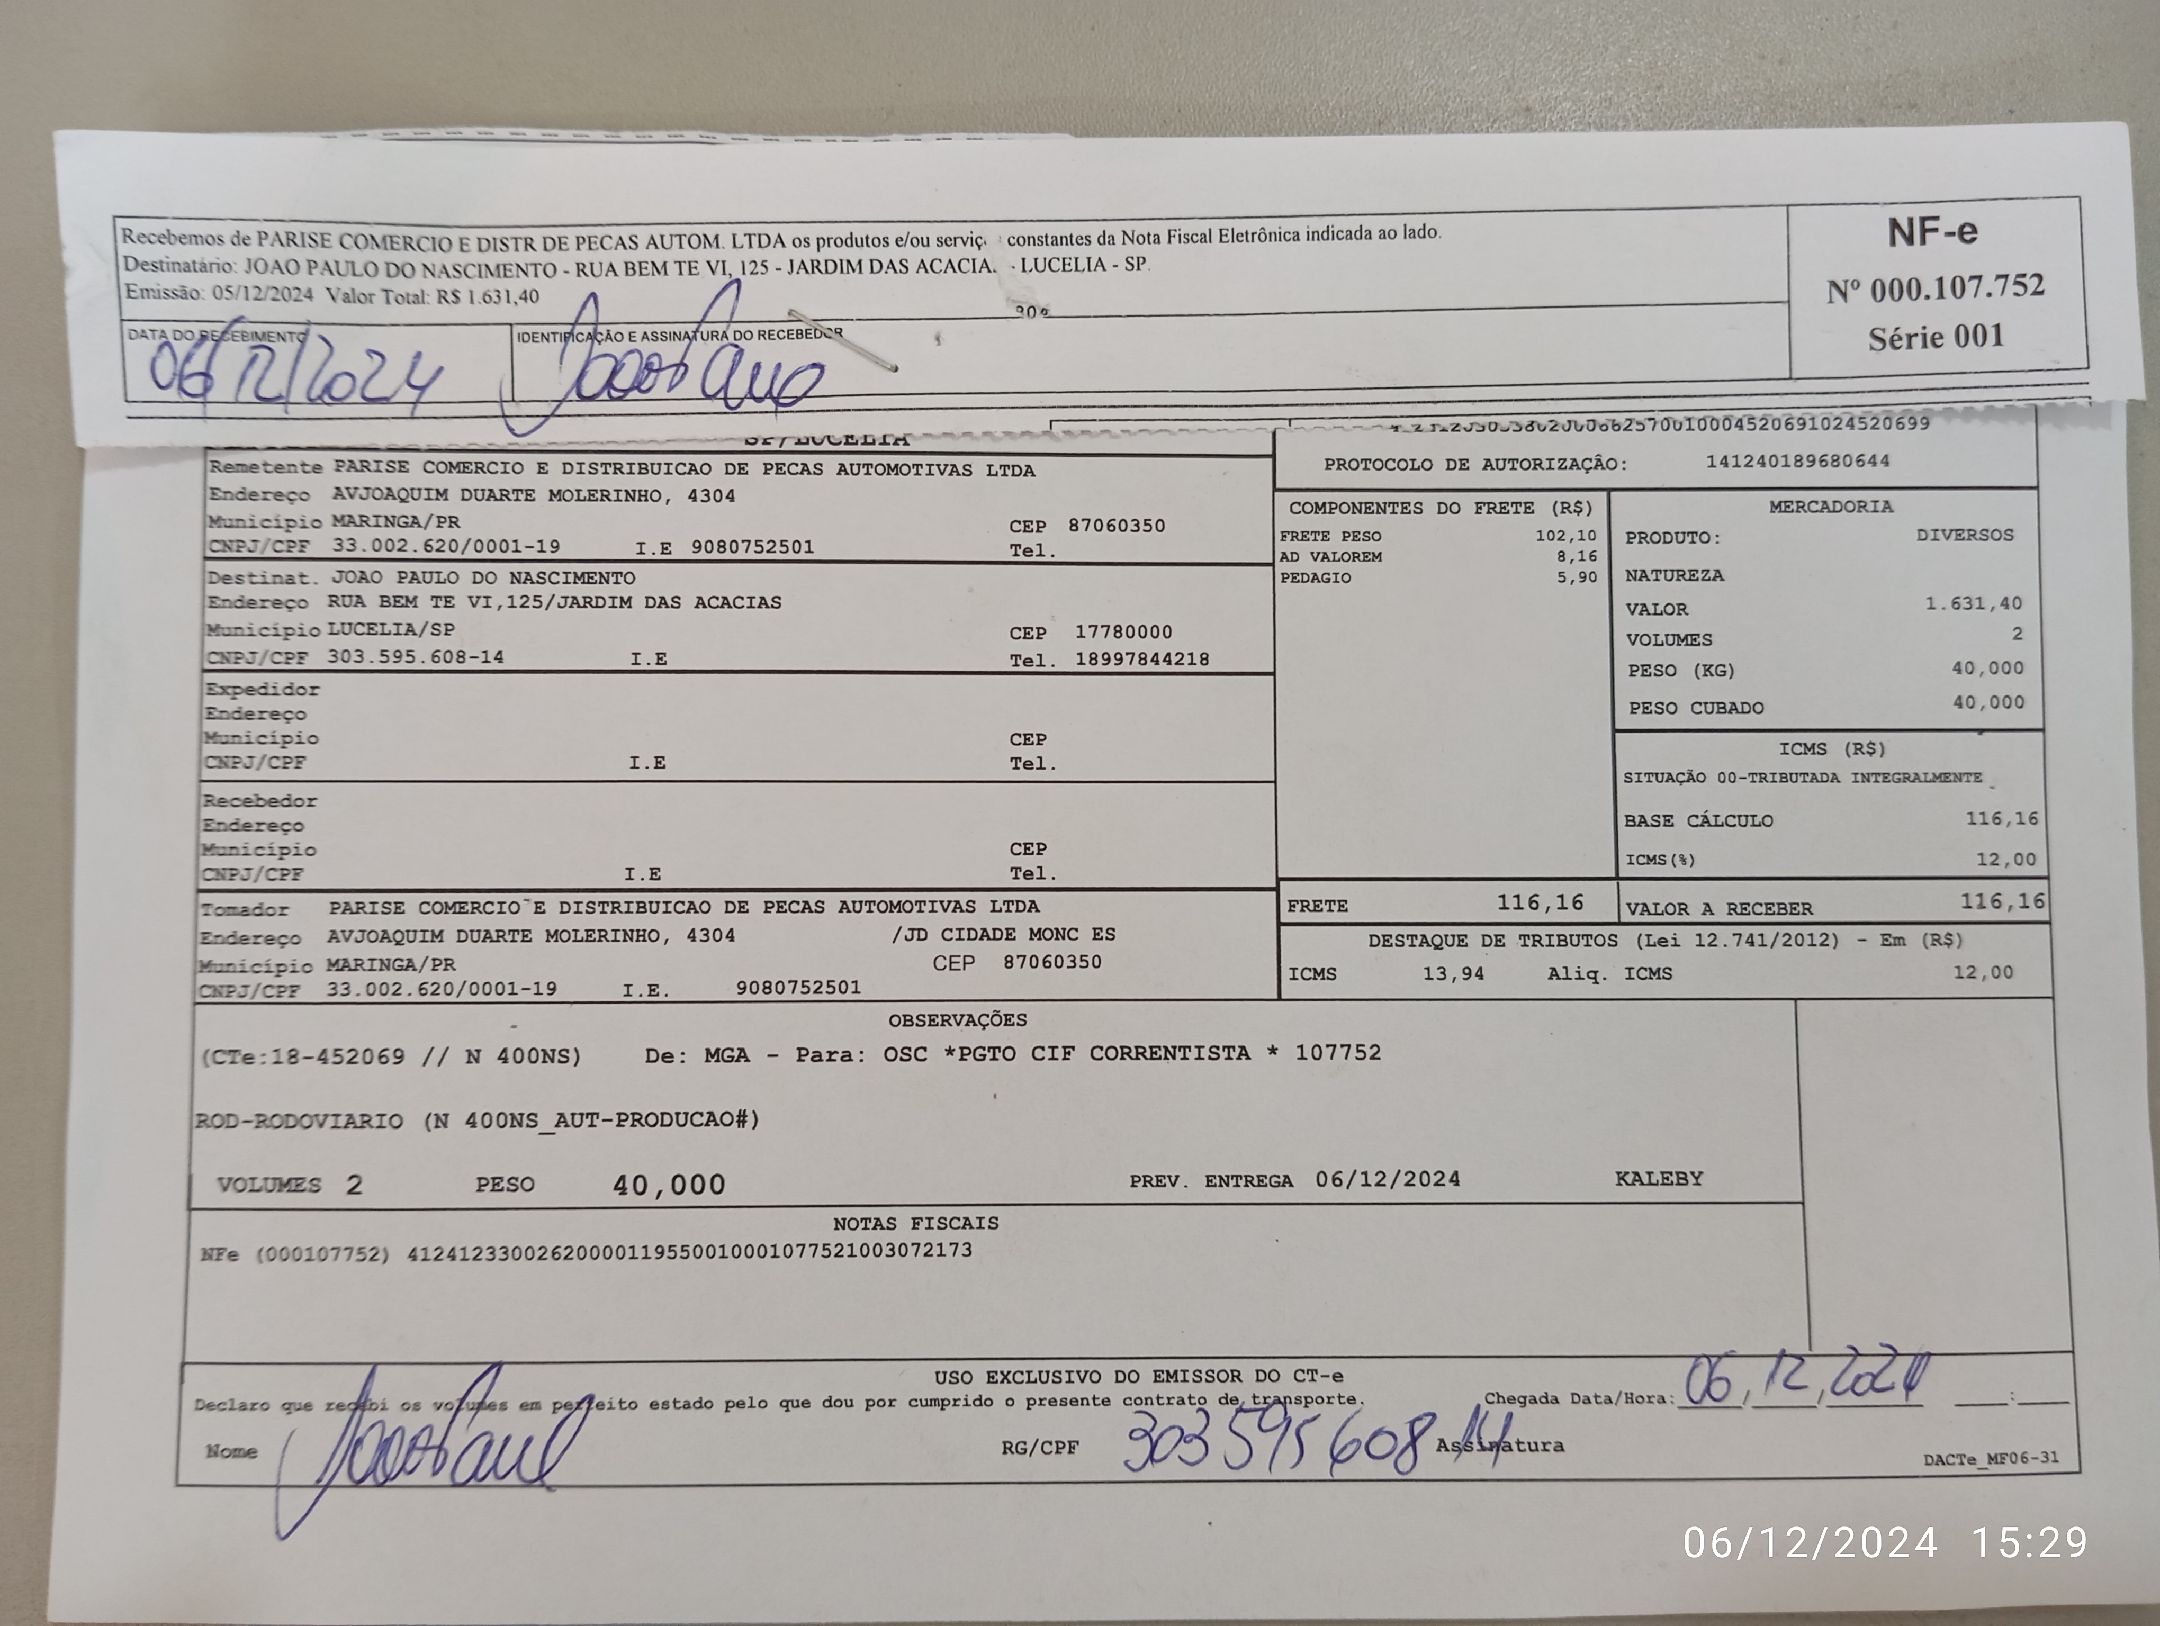 Recebemos de PARISE COMERCIO E DISTR DE PECAS AUTOM. LTDA os produtos e/ou serviç constantes da Nota Fiscal Eletrônica indicada ao lado.
Destinatário: JOAO PAULO DO NASCIMENTO - RUA BEM TE VI, 125 - JARDIM DAS ACACIA. - LUCELIA - SP.
Emissão: 05/12/2024 Valor Total: R$ 1.631,40
NF-e
Nº 000.107.752
Série 001
DATA DO RECEBIMENTO
06/12/2024
IDENTIFICAÇÃO E ASSINATURA DO RECEBEDOR
SP/LUCELIA
Remetente PARISE COMERCIO E DISTRIBUICAO DE PECAS AUTOMOTIVAS LTDA
Endereço AVJOAQUIM DUARTE MOLERINHO, 4304
Município MARINGA/PR CEP 87060350
CNPJ/CPF 33.002.620/0001-19 I.E 9080752501 Tel.
Destinat. JOAO PAULO DO NASCIMENTO
Endereço RUA BEM TE VI,125/JARDIM DAS ACACIAS
Município LUCELIA/SP CEP 17780000
CNPJ/CPF 303.595.608-14 I.E Tel. 18997844218
Expedidor
Endereço
Município CEP
CNPJ/CPF I.E Tel.
Recebedor
Endereço
Município CEP
CNPJ/CPF I.E Tel.
Tomador PARISE COMERCIO E DISTRIBUICAO DE PECAS AUTOMOTIVAS LTDA
Endereço AVJOAQUIM DUARTE MOLERINHO, 4304 /JD CIDADE MONC ES
Município MARINGA/PR CEP 87060350
CNPJ/CPF 33.002.620/0001-19 I.E. 9080752501
PROTOCOLO DE AUTORIZAÇÃO: 141240189680644
COMPONENTES DO FRETE (R$)
FRETE PESO 102,10
AD VALOREM 8,16
PEDAGIO 5,90
MERCADORIA
PRODUTO: DIVERSOS
NATUREZA
VALOR 1.631,40
VOLUMES 2
PESO (KG) 40,000
PESO CUBADO 40,000
ICMS (R$)
SITUAÇÃO 00-TRIBUTADA INTEGRALMENTE
BASE CÁLCULO 116,16
ICMS(%) 12,00
FRETE 116,16
VALOR A RECEBER 116,16
DESTAQUE DE TRIBUTOS (Lei 12.741/2012) - Em (R$)
ICMS 13,94 Aliq. ICMS 12,00
OBSERVAÇÕES
(CTe:18-452069 // N 400NS) De: MGA - Para: OSC *PGTO CIF CORRENTISTA * 107752
ROD-RODOVIARIO (N 400NS_AUT-PRODUCAO#)
VOLUMES 2 PESO 40,000 PREV. ENTREGA 06/12/2024 KALEBY
NOTAS FISCAIS
NFe (000107752) 41241233002620000119550010001077521003072173
USO EXCLUSIVO DO EMISSOR DO CT-e
Declaro que recebi os volumes em perfeito estado pelo que dou por cumprido o presente contrato de transporte. Chegada Data/Hora: 06,12,2024 :
Nome RG/CPF 303 595 608 14 Assinatura
DACTe_MF06-31
06/12/2024 15:29